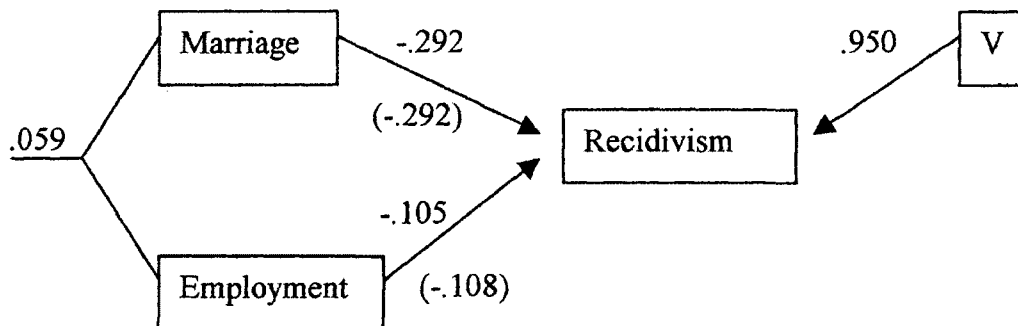 Marriage
-.292
.950
V
(-.292)
.059
Recidivism
-.105
Employment
(-.108)